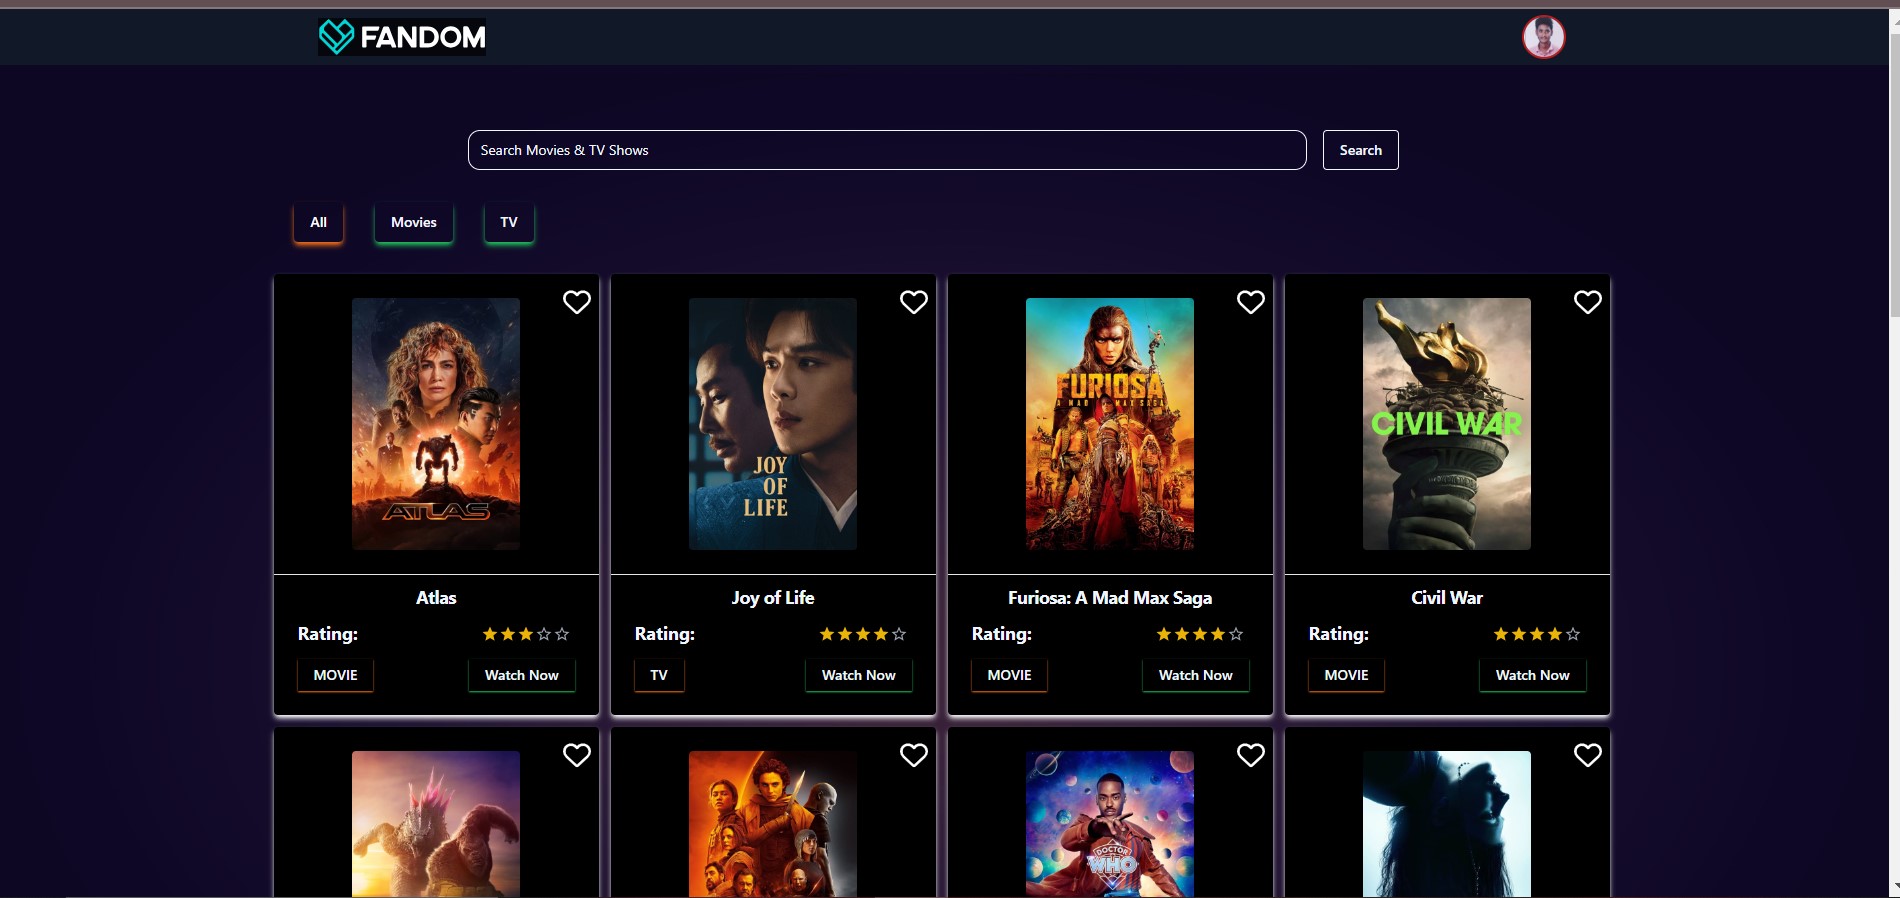 FANDOM
Search Movies & TV Shows
Search
All
Movies
TV
ATLAS
JOY
OF
LIFE
FURIOSA
A MAD MAX SAGA
CIVIL WAR
Atlas
Joy of Life
Furiosa: A Mad Max Saga
Civil War
Rating:
Rating:
Rating:
Rating:
MOVIE
Watch Now
TV
Watch Now
MOVIE
Watch Now
MOVIE
Watch Now
DOCTOR
WHO